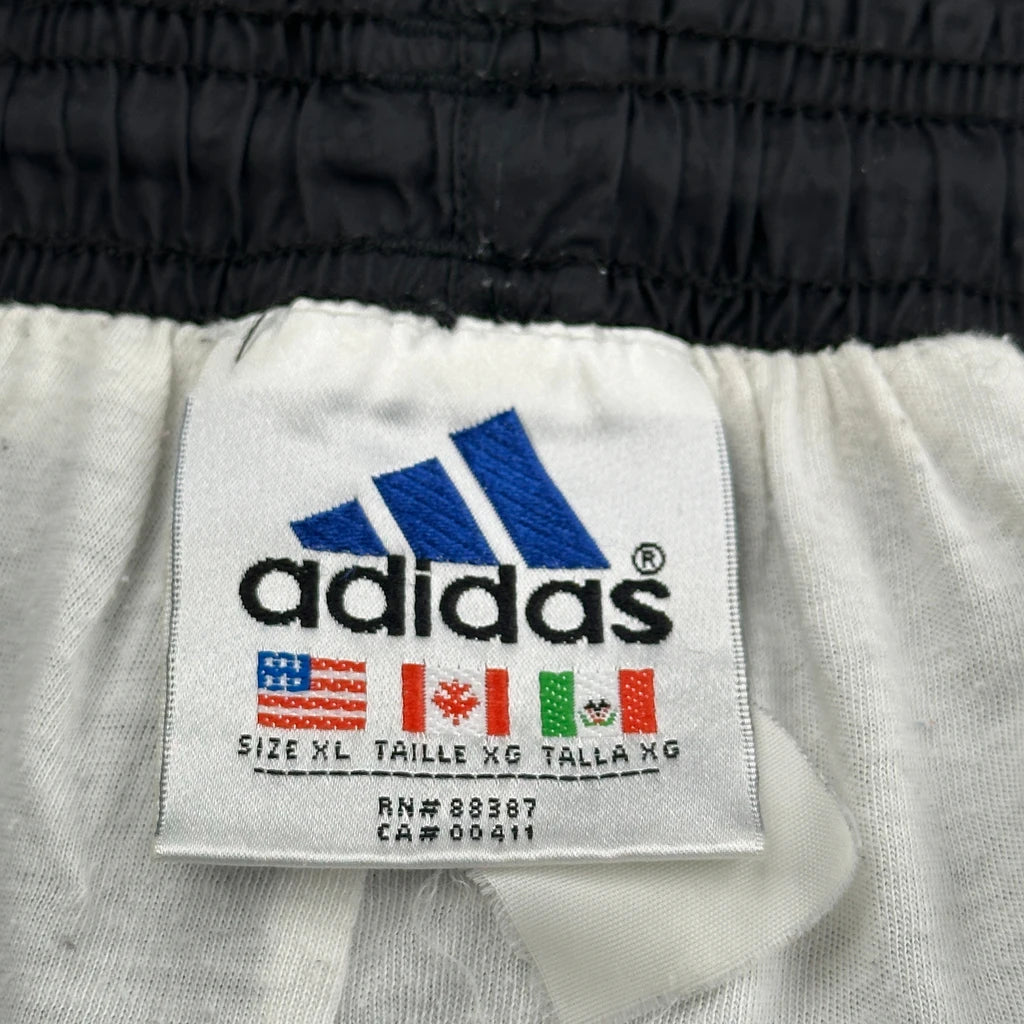 adidas®
SIZE XL TAILLE XG TALLA XG
RN# 88387
CA# 00411